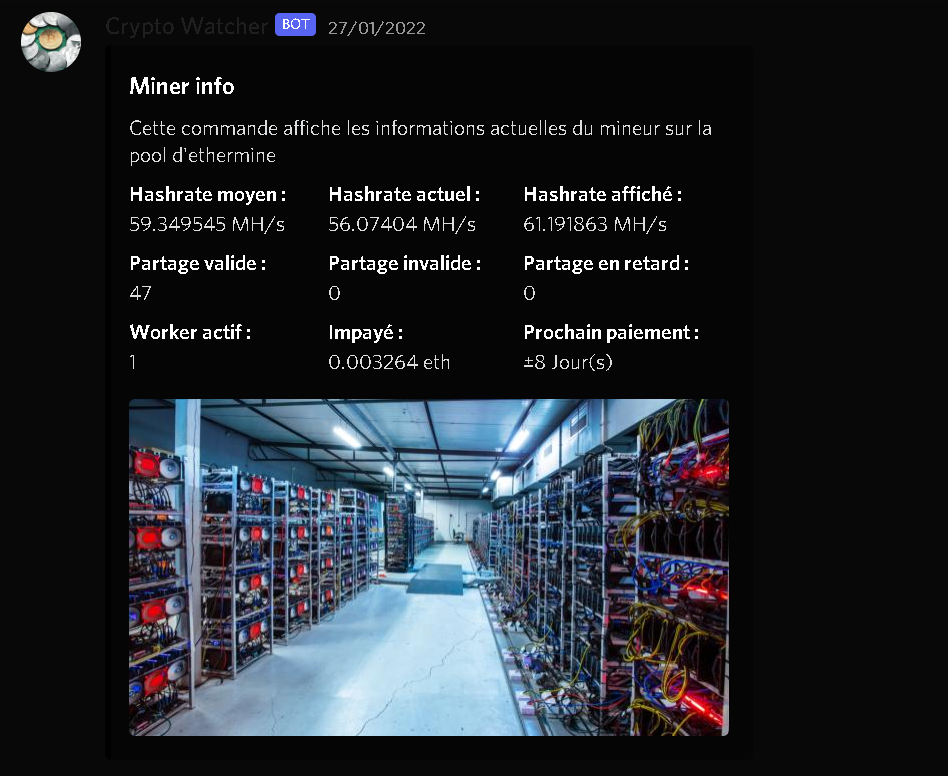 Crypto Watcher BOT 27/01/2022
Miner info
Cette commande affiche les informations actuelles du mineur sur la
pool d'ethermine
Hashrate moyen : Hashrate actuel : Hashrate affiché :
59.349545 MH/s 56.07404 MH/s 61.191863 MH/s
Partage valide : Partage invalide : Partage en retard :
47 0 0
Worker actif : Impayé : Prochain paiement :
1 0.003264 eth ±8 Jour(s)